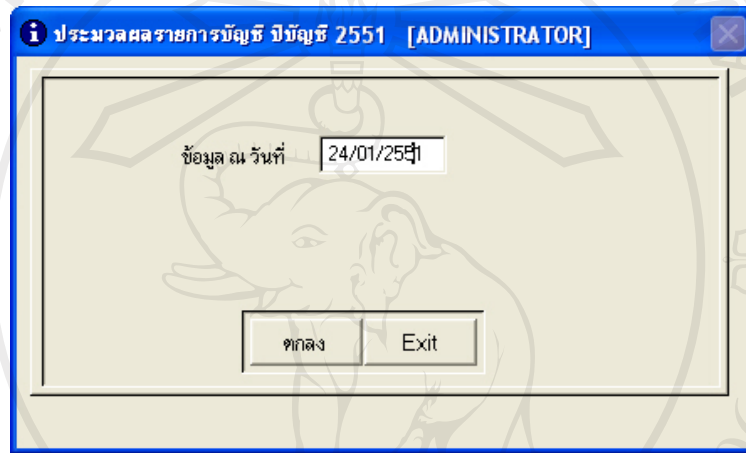 ประมวลผลรายการบัญชี ปีบัญชี 2551 [ADMINISTRATOR]
ข้อมูล ณ วันที่ 24/01/2551
ตกลง Exit